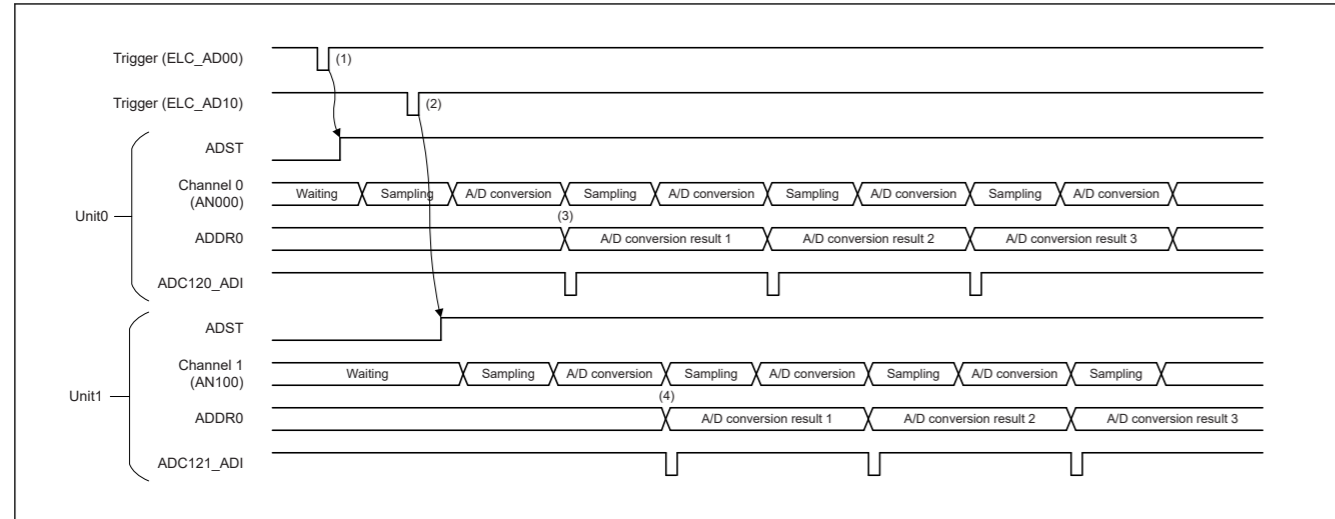 Trigger (ELC_AD00)
(1)
Trigger (ELC_AD10)
(2)
ADST
Channel 0
(AN000)
Waiting
Sampling
A/D conversion
Sampling
A/D conversion
Sampling
A/D conversion
Sampling
A/D conversion
Unit0
(3)
ADDR0
A/D conversion result 1
A/D conversion result 2
A/D conversion result 3
ADC120_ADI
ADST
Channel 1
(AN100)
Waiting
Sampling
A/D conversion
Sampling
A/D conversion
Sampling
A/D conversion
Sampling
Unit1
(4)
ADDR0
A/D conversion result 1
A/D conversion result 2
A/D conversion result 3
ADC121_ADI